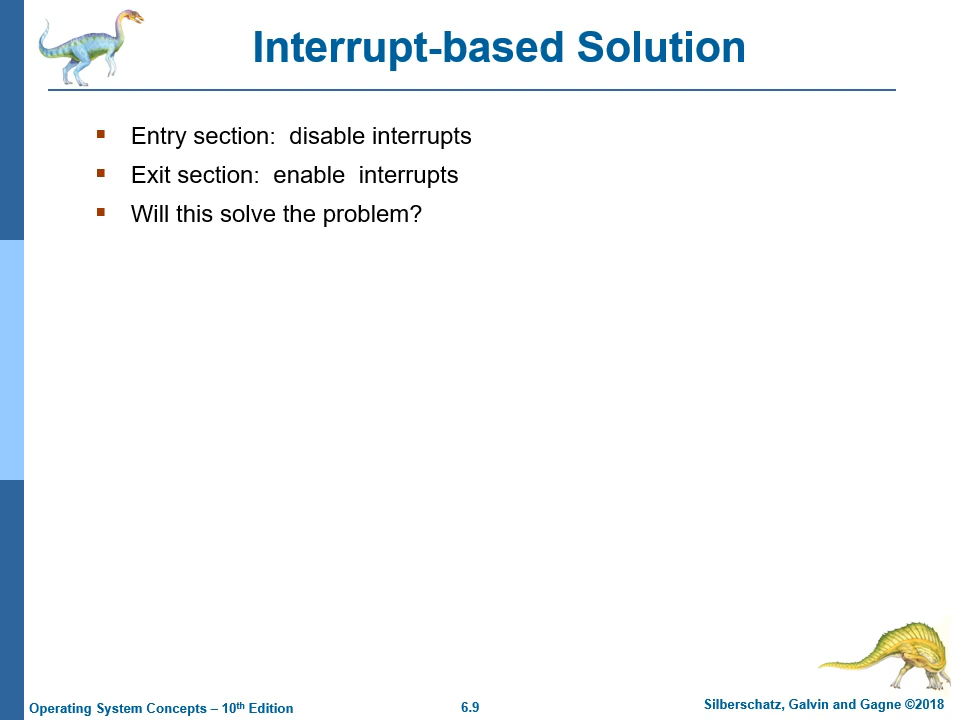 Interrupt-based Solution
▪ Entry section:  disable interrupts
▪ Exit section:  enable  interrupts
▪ Will this solve the problem?
Operating System Concepts – 10th Edition
6.9
Silberschatz, Galvin and Gagne ©2018